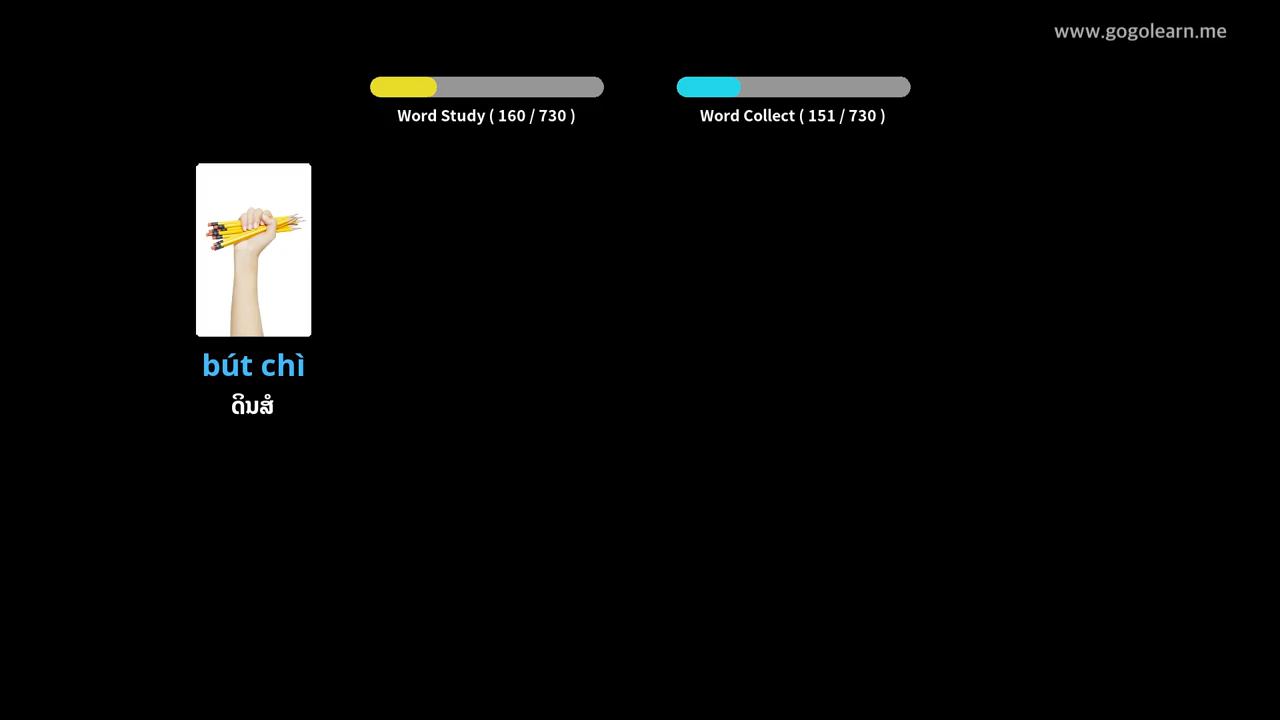 www.gogolearn.me
Word Study ( 160 / 730 )
Word Collect ( 151 / 730 )
bút chì
ດິນສໍ